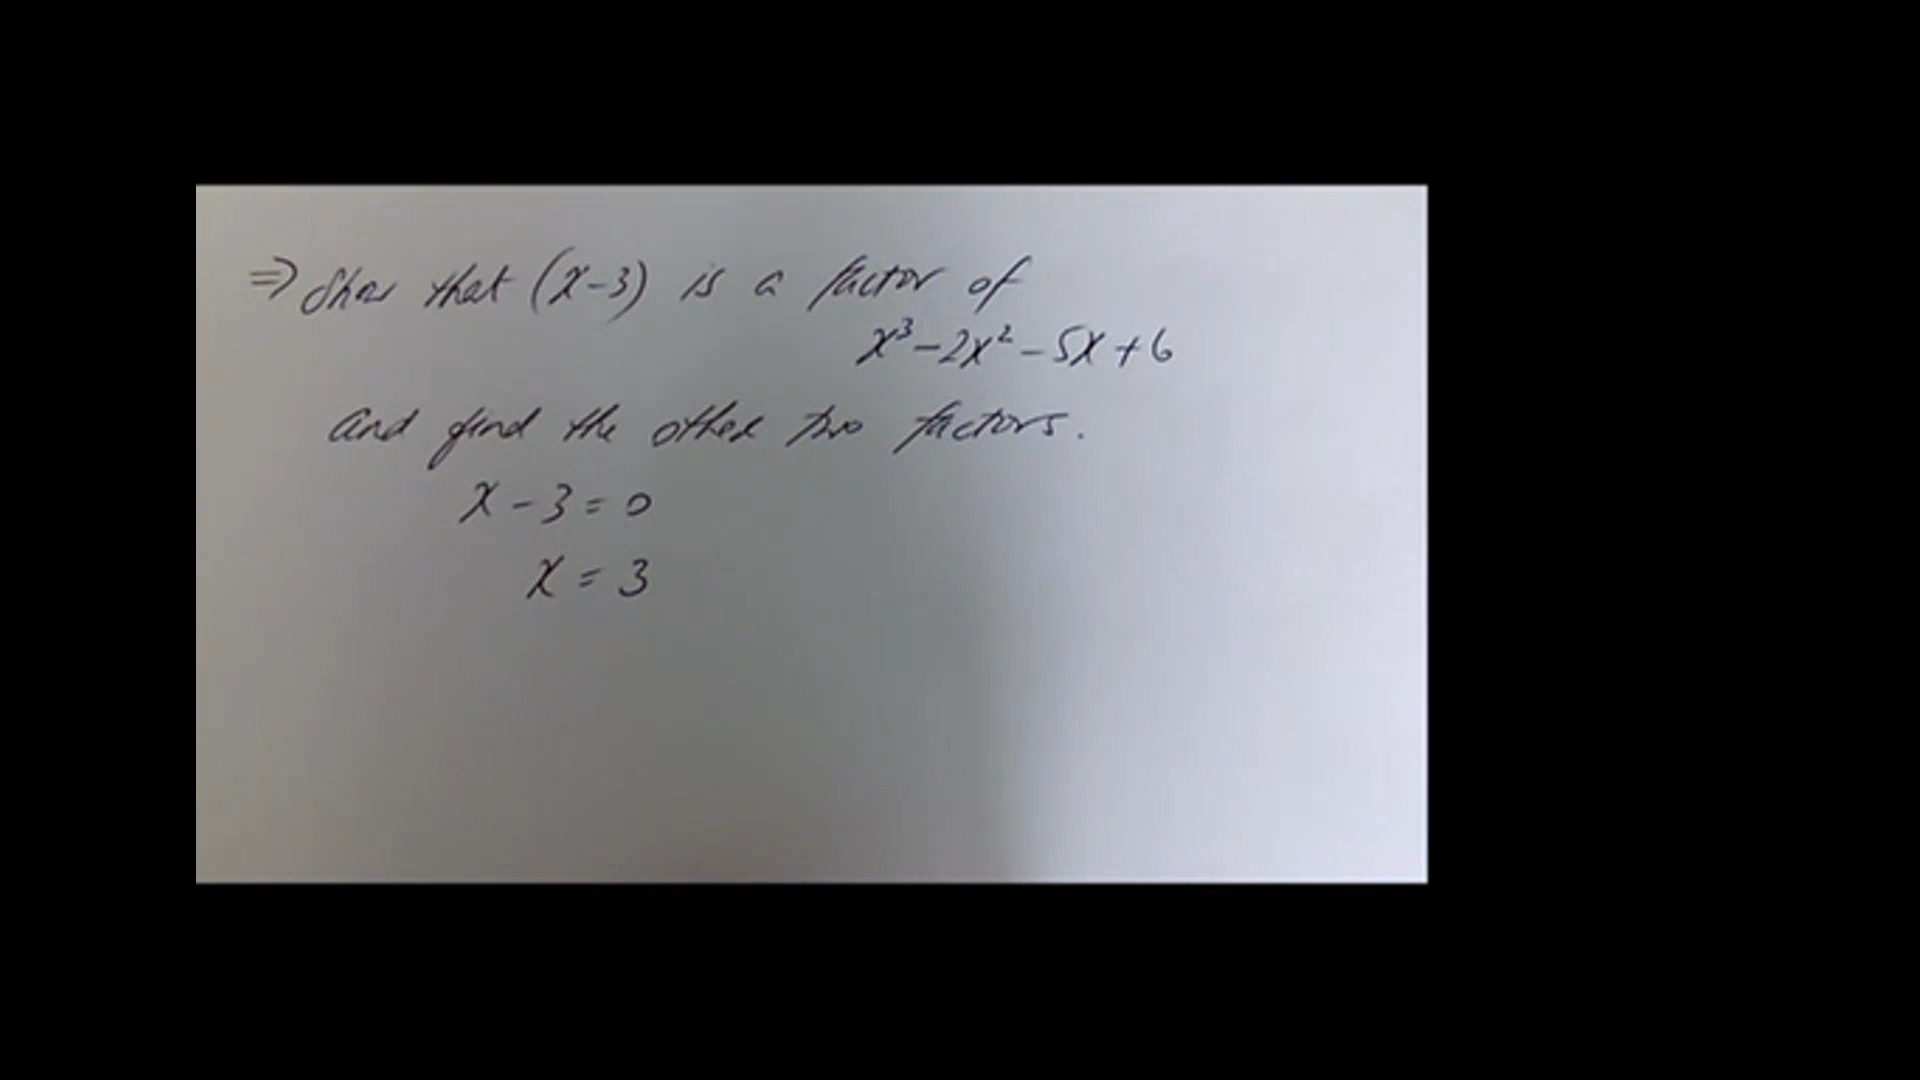 ⇒ Show that (x-3) is a factor of
x³-2x²-5x+6
and find the other two factors.
x-3=0
x=3